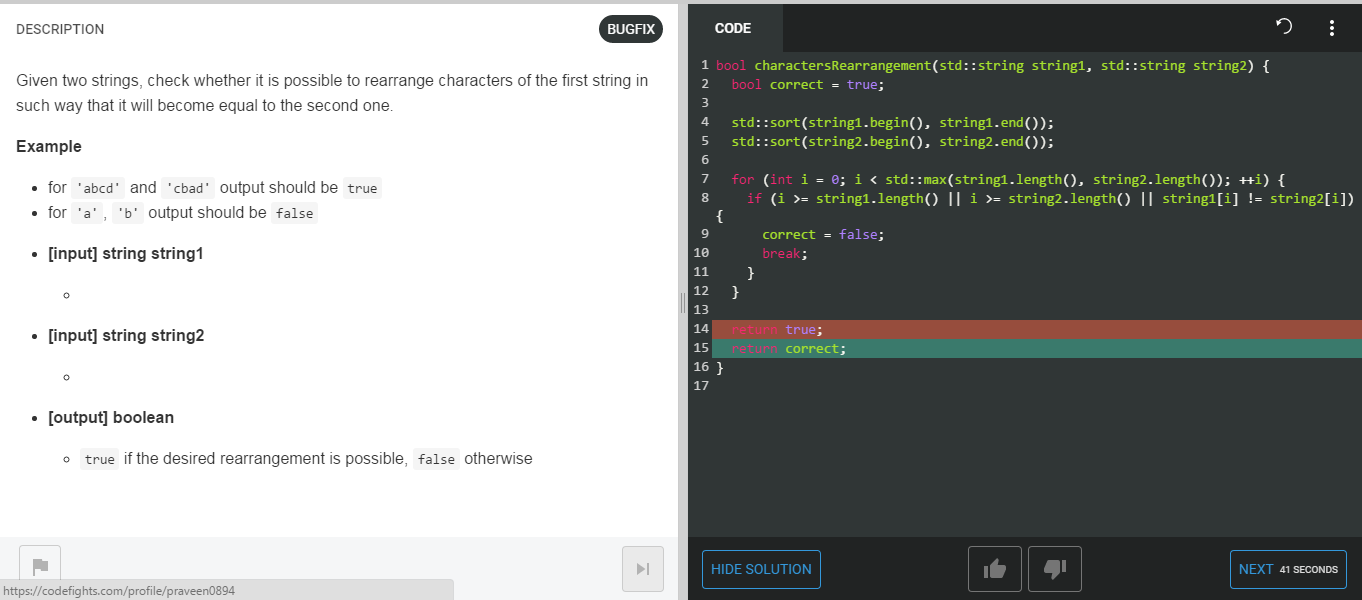 DESCRIPTION
BUGFIX
Given two strings, check whether it is possible to rearrange characters of the first string in
such way that it will become equal to the second one.
Example
• for 'abcd' and 'cbad' output should be true
• for 'a', 'b' output should be false
• [input] string string1
• [input] string string2
• [output] boolean
true if the desired rearrangement is possible, false otherwise
https://codefights.com/profile/praveen0894
CODE
1 bool charactersRearrangement(std::string string1, std::string string2) {
2 bool correct = true;
3
4 std::sort(string1.begin(), string1.end());
5 std::sort(string2.begin(), string2.end());
6
7 for (int i = 0; i < std::max(string1.length(), string2.length()); ++i) {
8 if (i >= string1.length() || i >= string2.length() || string1[i] != string2[i])
{
9 correct = false;
10 break;
11 }
12 }
13
14 return true;
15 return correct;
16 }
17
HIDE SOLUTION
NEXT 41 SECONDS